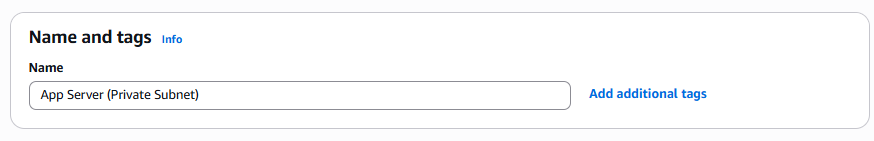 Name and tags Info
Name
App Server (Private Subnet)
Add additional tags